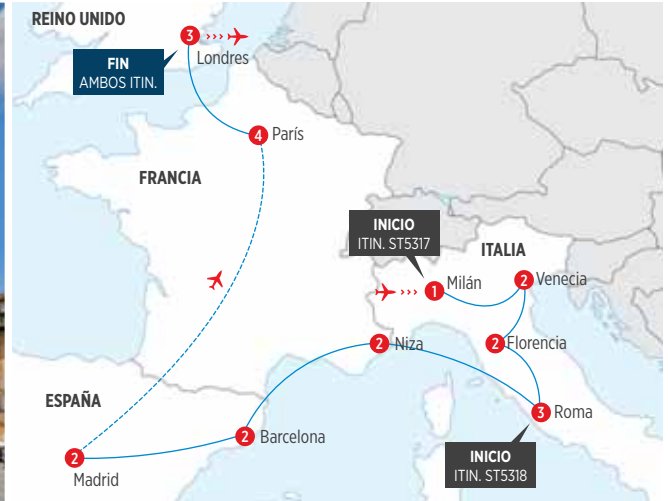 REINO UNIDO
3
Londres
FIN
AMBOS ITIN.
4
París
FRANCIA
INICIO
ITIN. ST5317
ITALIA
1
Milán
2
Venecia
2
Niza
2
Florencia
ESPAÑA
3
Roma
2
Barcelona
2
Madrid
INICIO
ITIN. ST5318